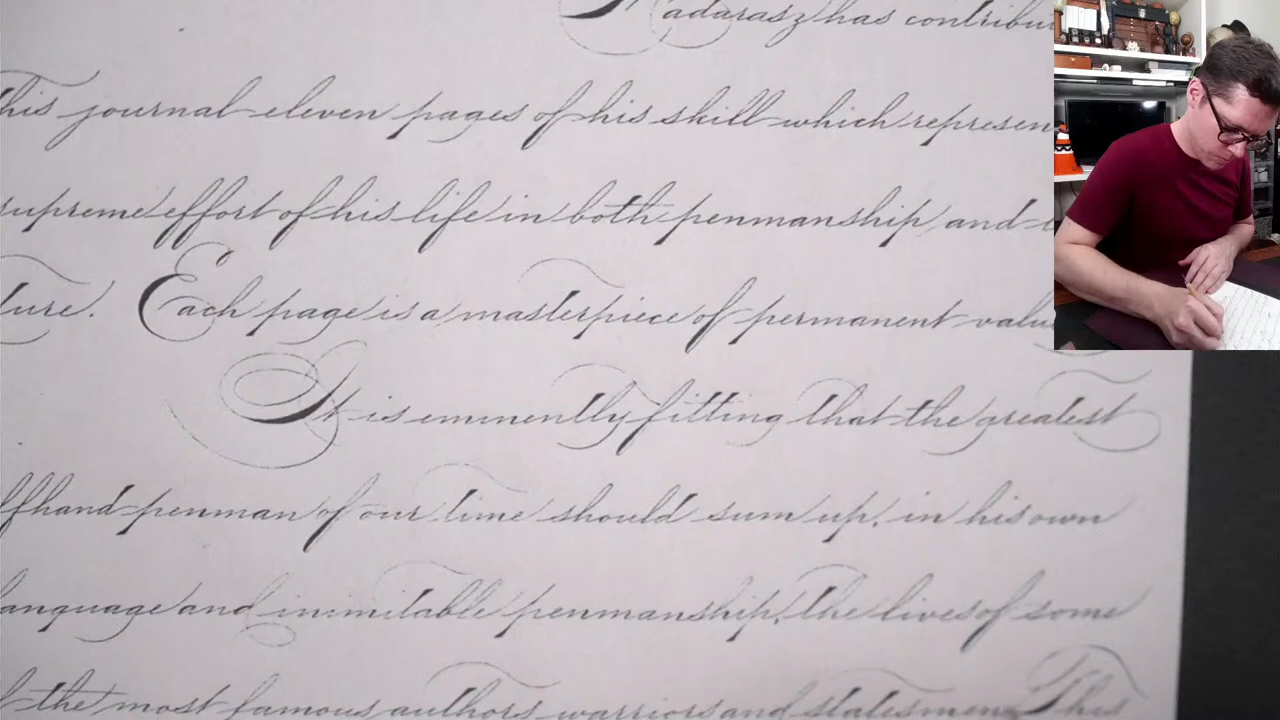 Madarasz has contribu
This journal eleven pages of his skill which represen
supreme effort of his life in both penmanship and
ture. Each page is a masterpiece of permanent valu
It is eminently fitting that the greatest
ffhand penman of our time should sum up, in his own
anguage and inimitable penmanship, the lives of some
f the most famous authors warriors and statesmen. This